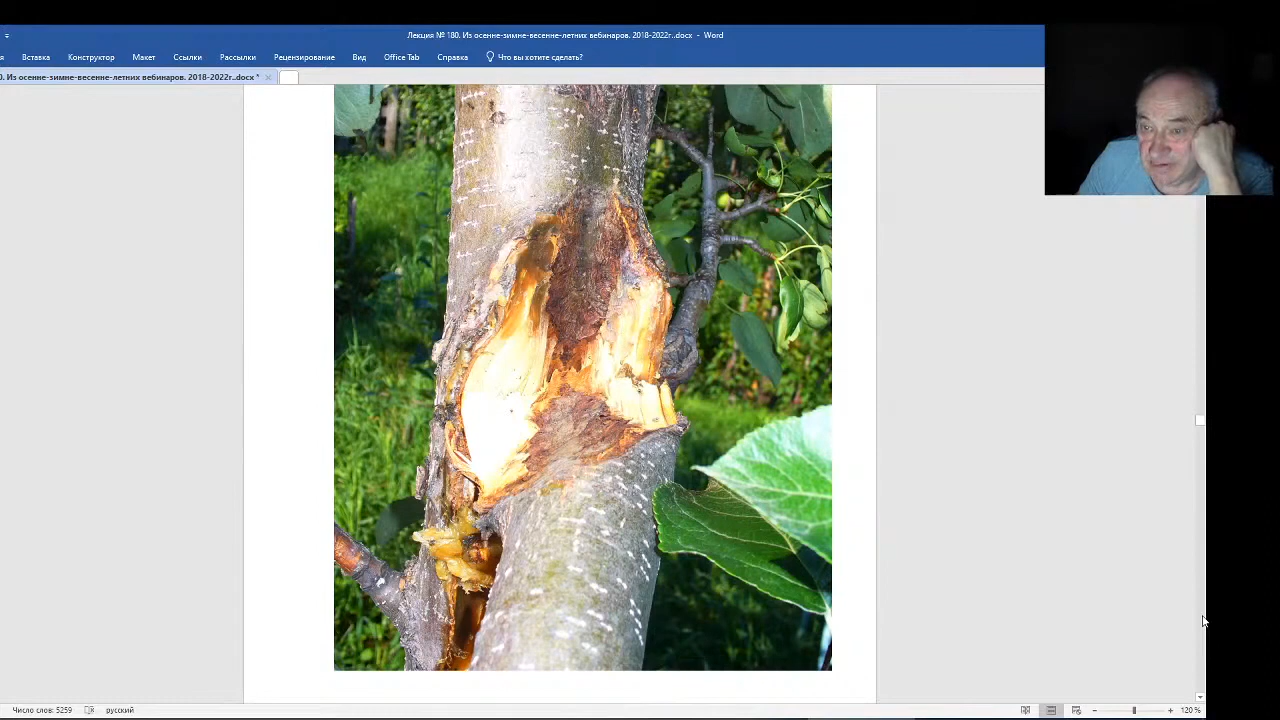 Лекция № 180. Из осенне-зимне-весенне-летних вебинаров. 2018-2022г..docx - Word
я Вставка Конструктор Макет Ссылки Рассылки Рецензирование Вид Office Tab Справка Что вы хотите сделать?
0. Из осенне-зимне-весенне-летних вебинаров. 2018-2022г..docx *
Число слов: 5259 русский 120 %